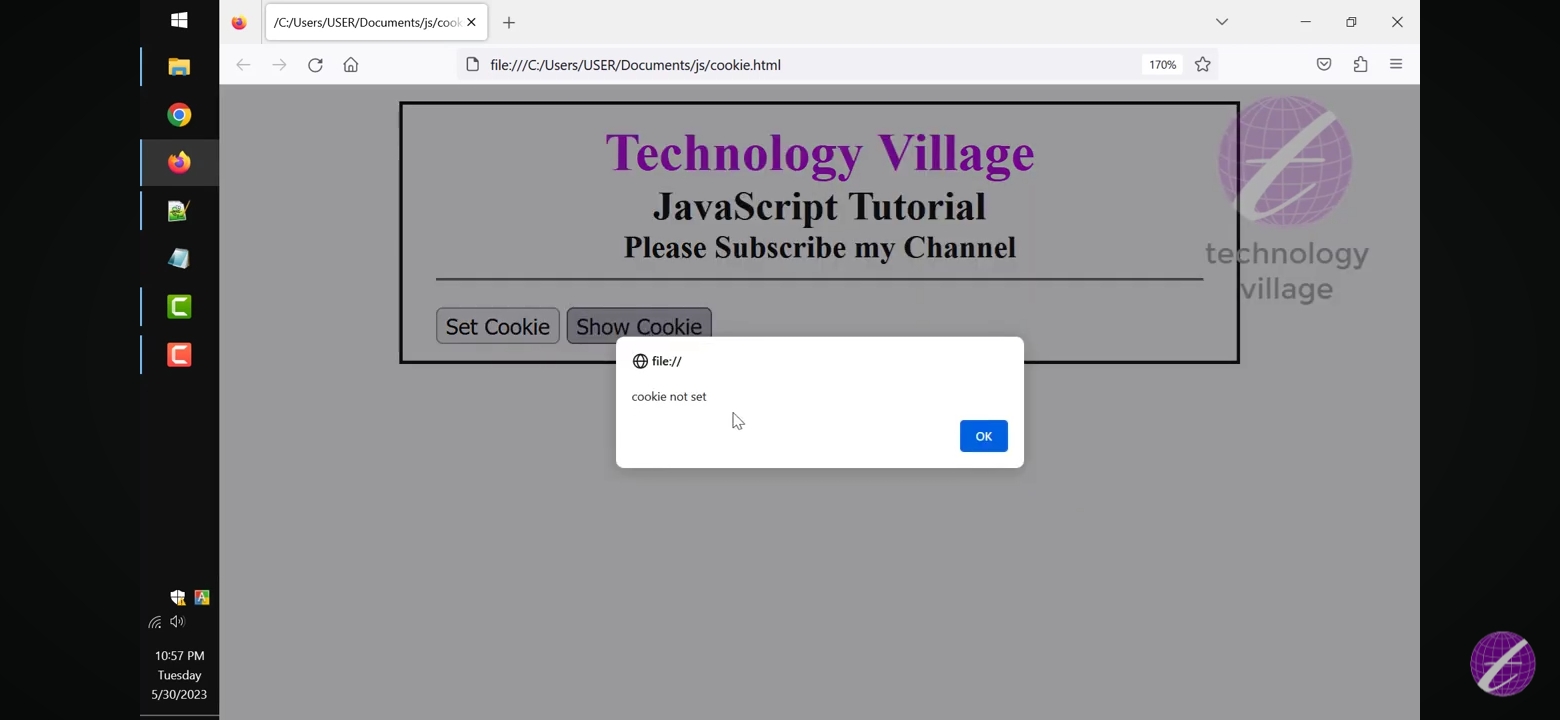 /C:/Users/USER/Documents/js/cook
file:///C:/Users/USER/Documents/js/cookie.html
170%
Technology Village
JavaScript Tutorial
Please Subscribe my Channel
technology
village
Set Cookie
Show Cookie
file://
cookie not set
OK
10:57 PM
Tuesday
5/30/2023